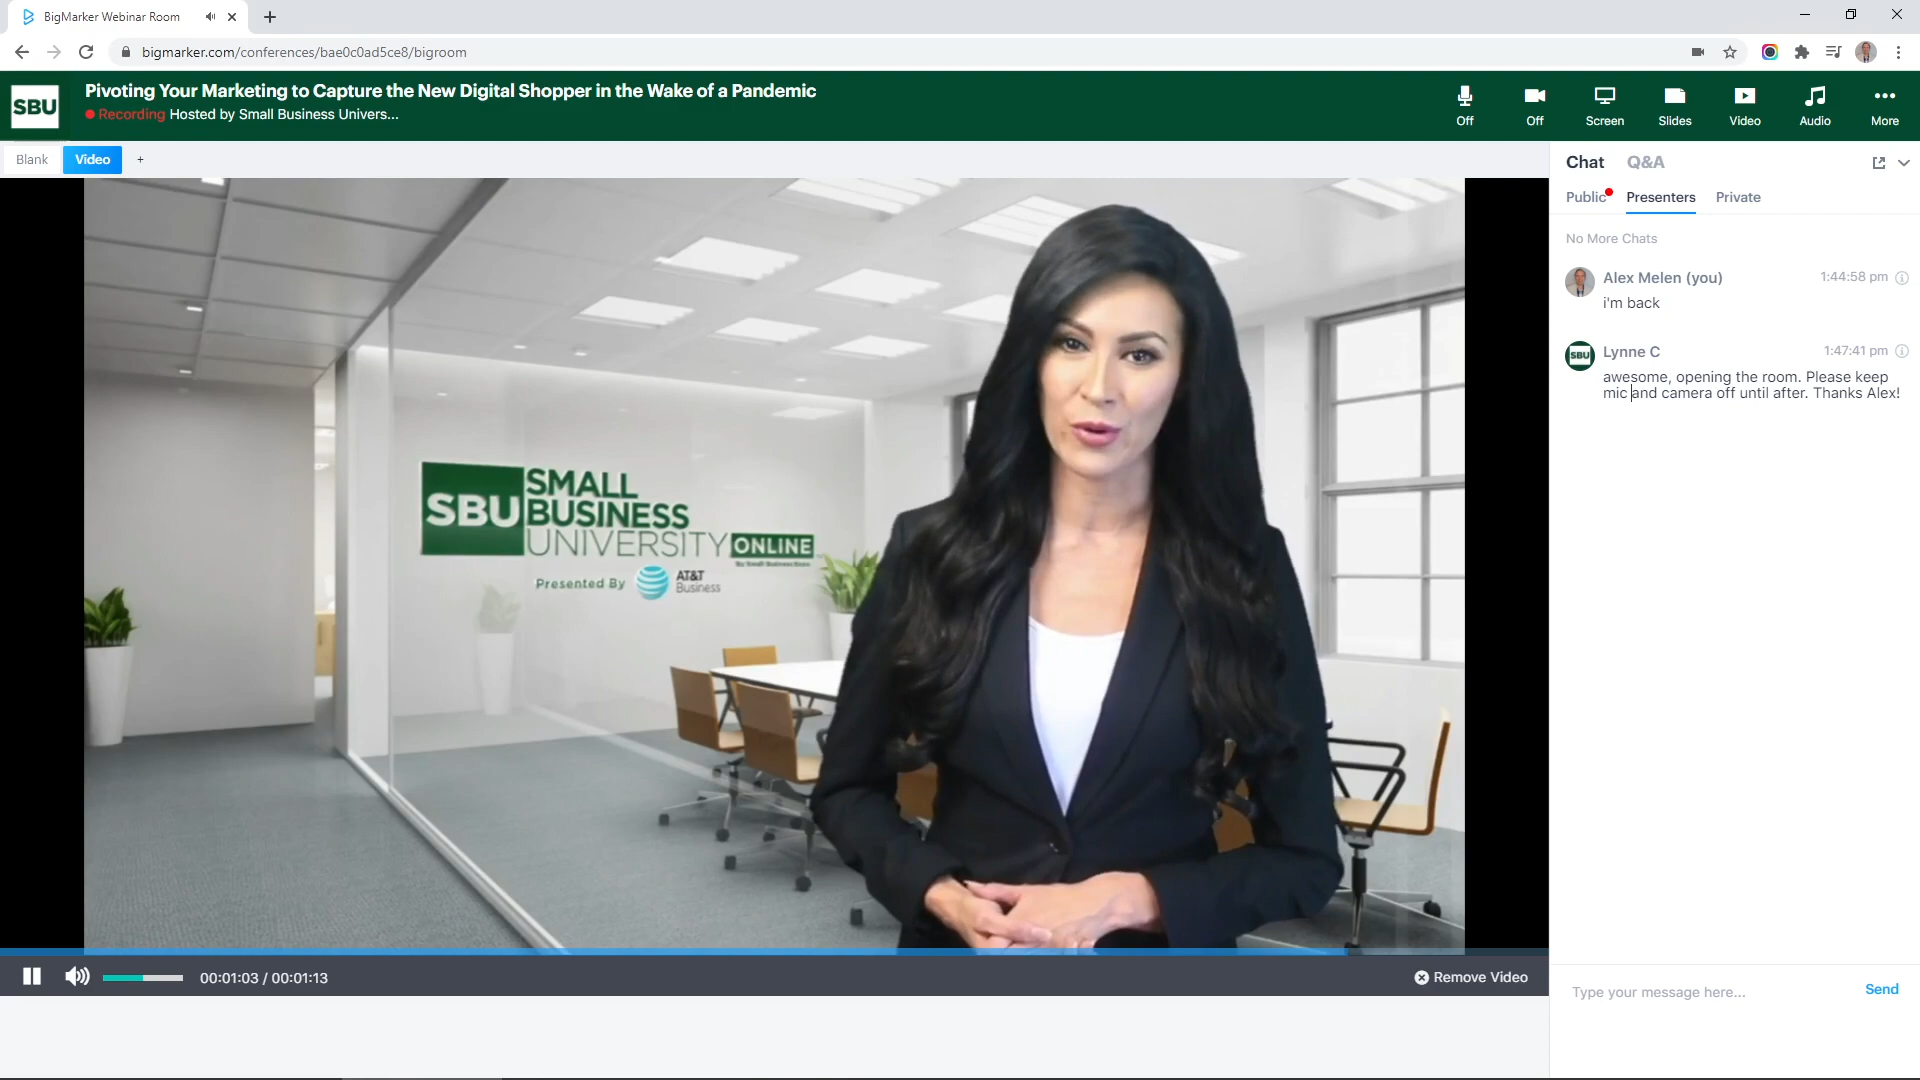 BigMarker Webinar Room
bigmarker.com/conferences/bae0c0ad5ce8/bigroom
SBU
Pivoting Your Marketing to Capture the New Digital Shopper in the Wake of a Pandemic
Recording Hosted by Small Business Univers...
Off
Off
Screen
Slides
Video
Audio
More
Blank
Video
+
Chat
Q&A
Public
Presenters
Private
No More Chats
Alex Melen (you)
1:44:58 pm
i'm back
SBU
Lynne C
1:47:41 pm
awesome, opening the room. Please keep
mic and camera off until after. Thanks Alex!
SBU
SMALL
BUSINESS
UNIVERSITY
ONLINE
Presented By
AT&T
Business
00:01:03 / 00:01:13
Remove Video
Type your message here...
Send